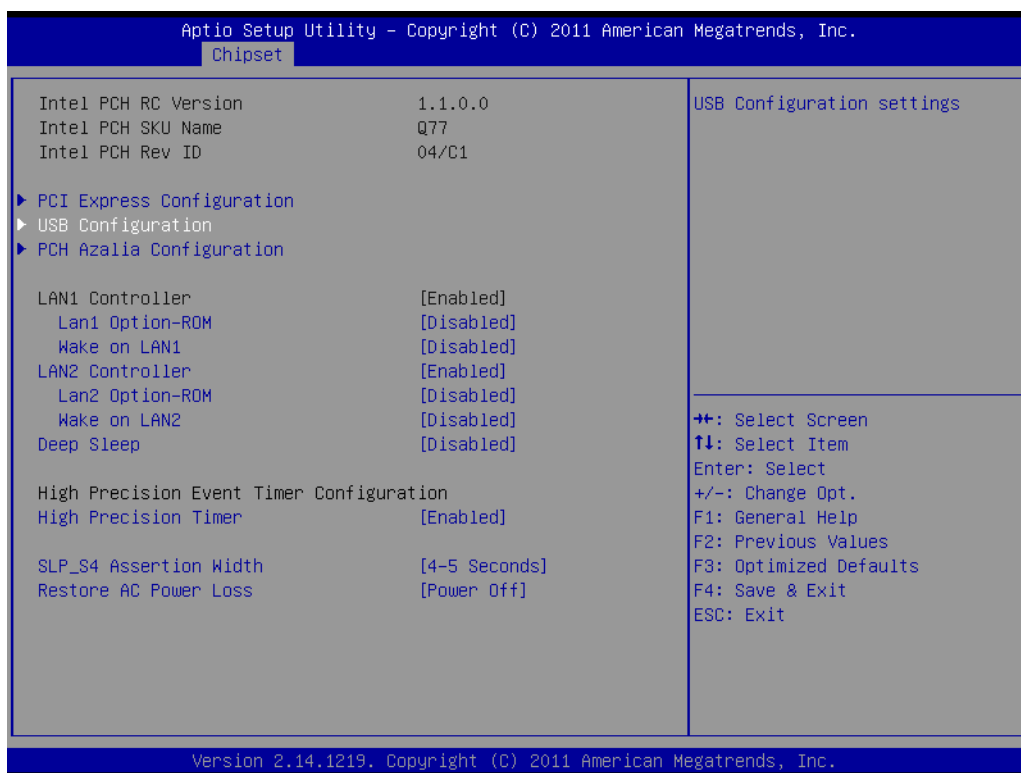 Aptio Setup Utility – Copyright (C) 2011 American Megatrends, Inc.
Chipset
Intel PCH RC Version 1.1.0.0
Intel PCH SKU Name Q77
Intel PCH Rev ID 04/C1
► PCI Express Configuration
► USB Configuration
► PCH Azalia Configuration
LAN1 Controller [Enabled]
Lan1 Option-ROM [Disabled]
Wake on LAN1 [Disabled]
LAN2 Controller [Enabled]
Lan2 Option-ROM [Disabled]
Wake on LAN2 [Disabled]
Deep Sleep [Disabled]
High Precision Event Timer Configuration
High Precision Timer [Enabled]
SLP_S4 Assertion Width [4-5 Seconds]
Restore AC Power Loss [Power Off]
USB Configuration settings
→←: Select Screen
↑↓: Select Item
Enter: Select
+/-: Change Opt.
F1: General Help
F2: Previous Values
F3: Optimized Defaults
F4: Save & Exit
ESC: Exit
Version 2.14.1219. Copyright (C) 2011 American Megatrends, Inc.